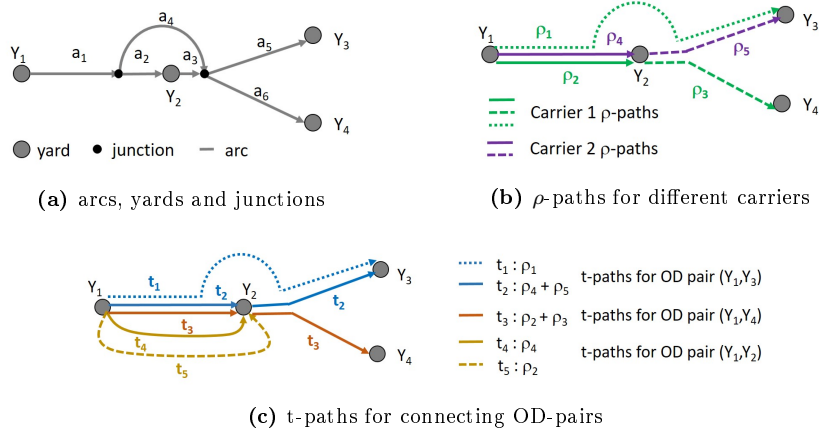 a₄
Y₁
a₁
a₂
a₃
a₅
Y₃
Y₂
a₆
Y₄
yard
junction
arc
(a) arcs, yards and junctions
Y₁
ρ₁
ρ₄
Y₃
ρ₅
ρ₂
Y₂
ρ₃
Y₄
Carrier 1 ρ-paths
Carrier 2 ρ-paths
(b) ρ-paths for different carriers
Y₁
t₁
t₂
Y₂
Y₃
t₂
t₃
t₃
t₄
t₅
Y₄
t₁ : ρ₁
t₂ : ρ₄ + ρ₅
t-paths for OD pair (Y₁,Y₃)
t₃ : ρ₂ + ρ₃
t-paths for OD pair (Y₁,Y₄)
t₄ : ρ₄
t₅ : ρ₂
t-paths for OD pair (Y₁,Y₂)
(c) t-paths for connecting OD-pairs